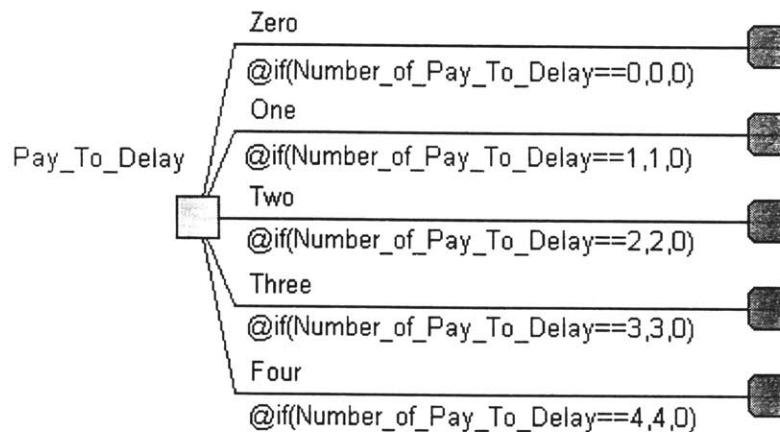 Zero
@if(Number_of_Pay_To_Delay==0,0,0)
One
@if(Number_of_Pay_To_Delay==1,1,0)
Pay_To_Delay
Two
@if(Number_of_Pay_To_Delay==2,2,0)
Three
@if(Number_of_Pay_To_Delay==3,3,0)
Four
@if(Number_of_Pay_To_Delay==4,4,0)